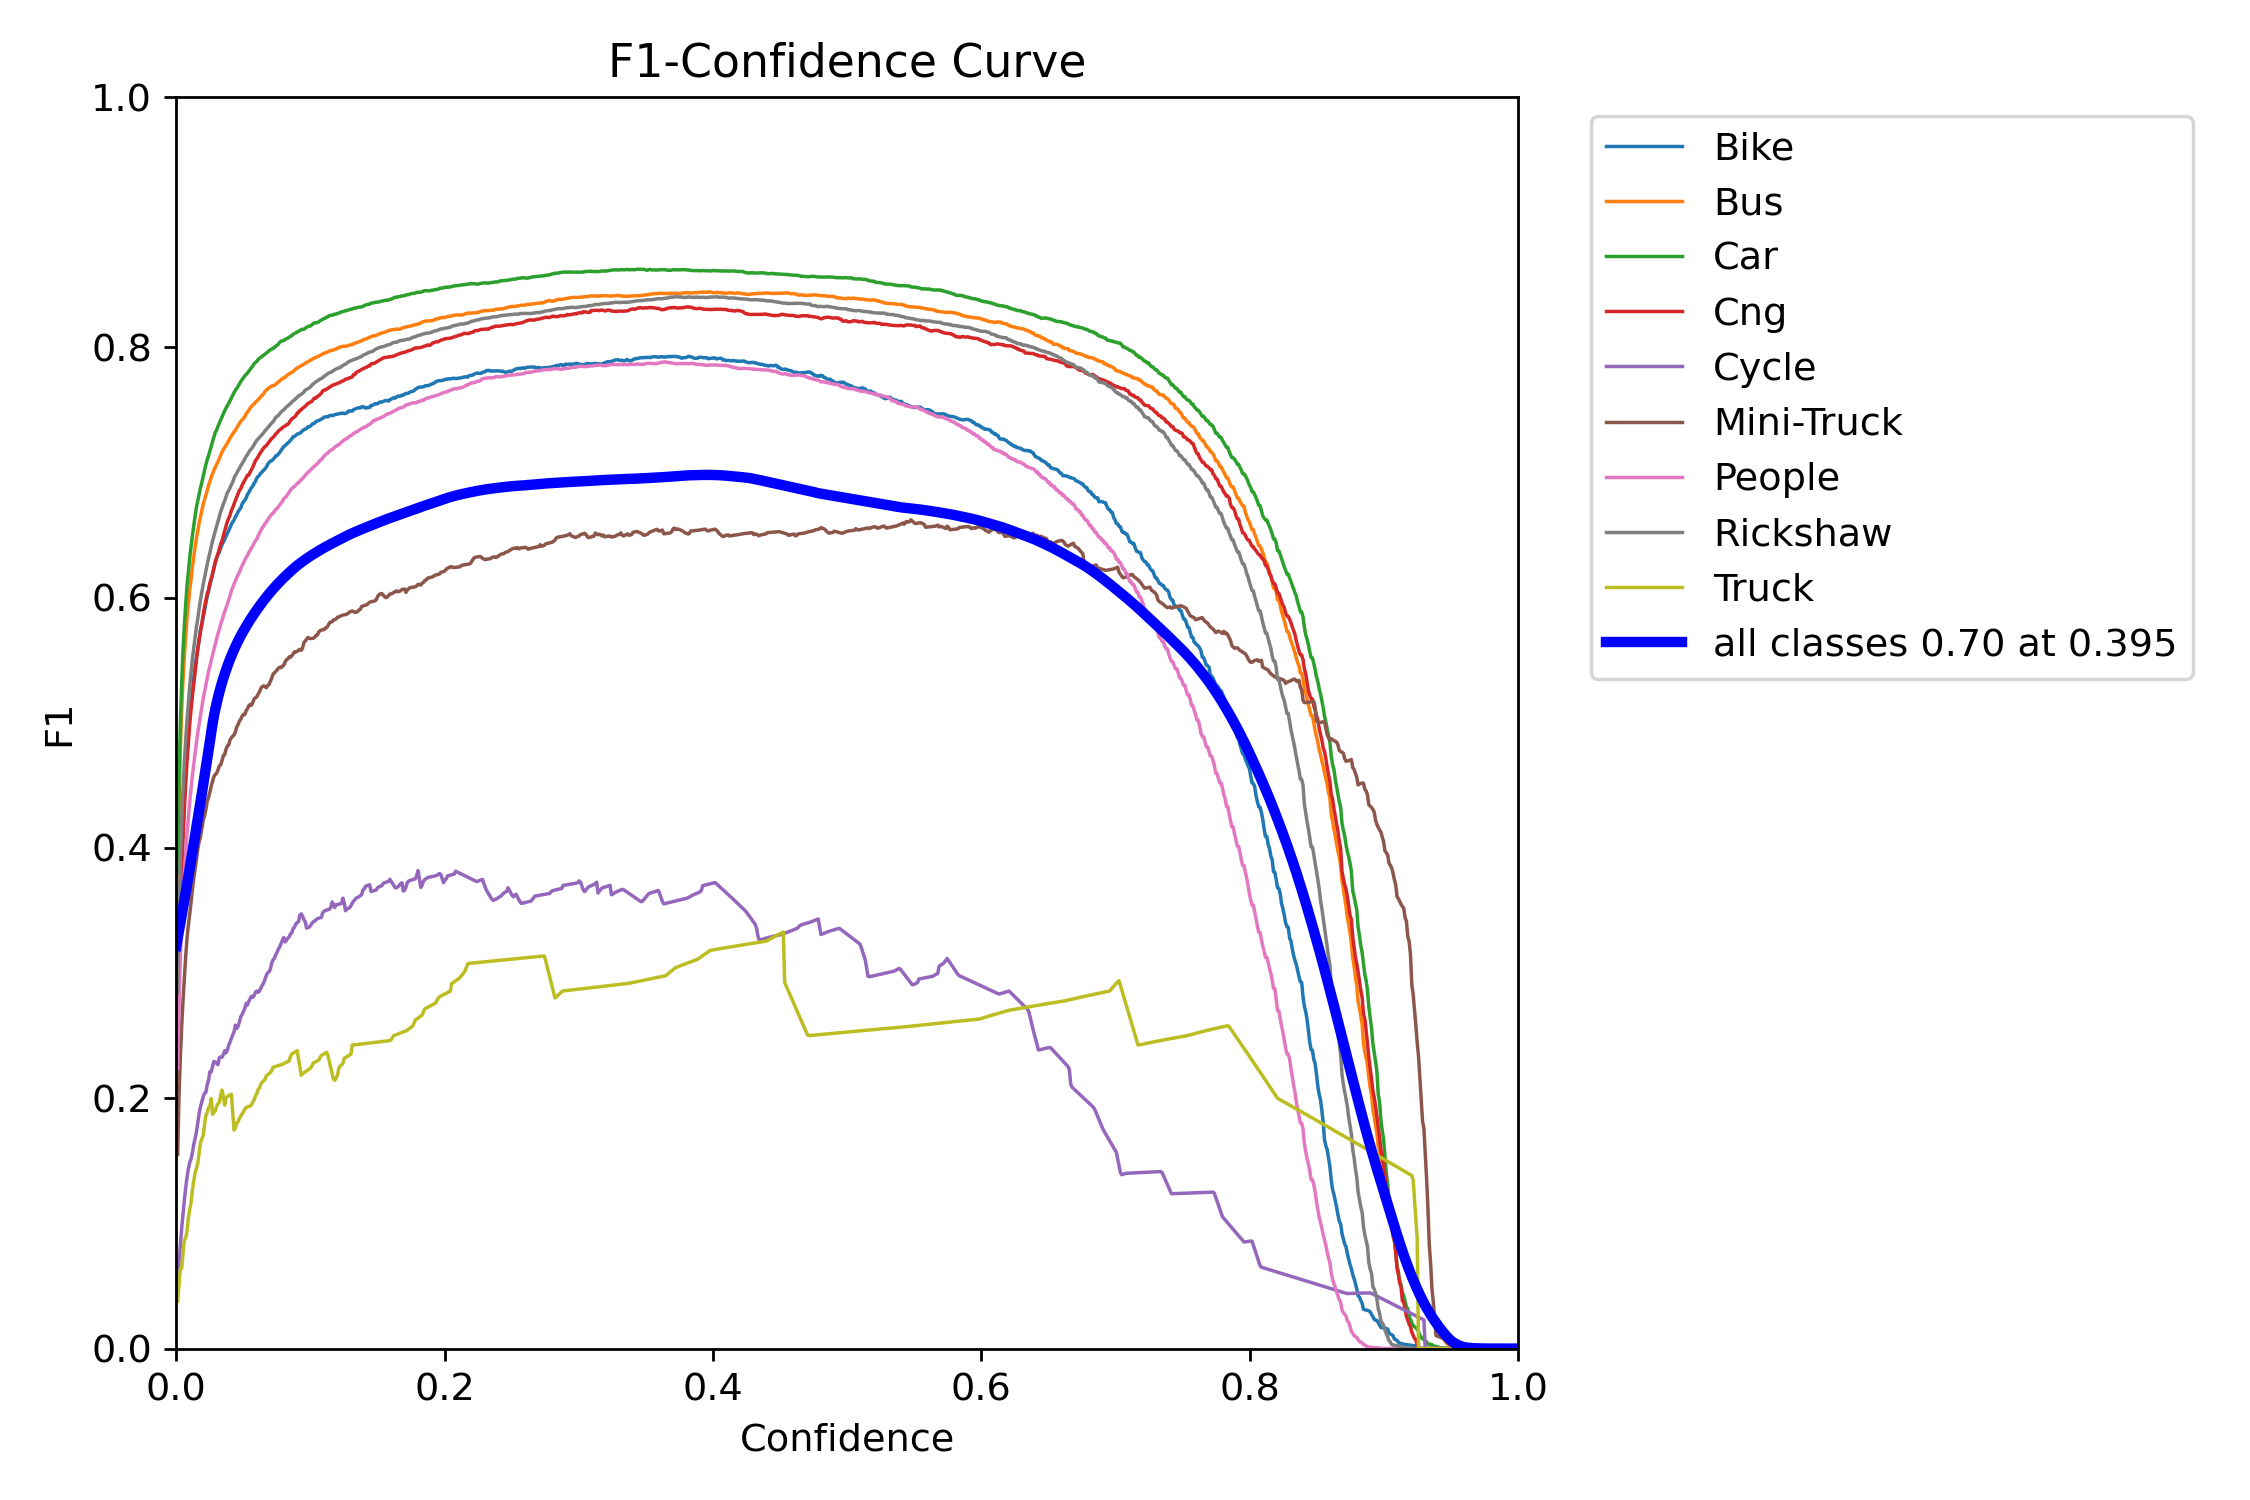 F1-Confidence Curve
1.0
0.8
0.6
0.4
0.2
0.0
F1
0.0 0.2 0.4 0.6 0.8 1.0
Confidence
Bike
Bus
Car
Cng
Cycle
Mini-Truck
People
Rickshaw
Truck
all classes 0.70 at 0.395